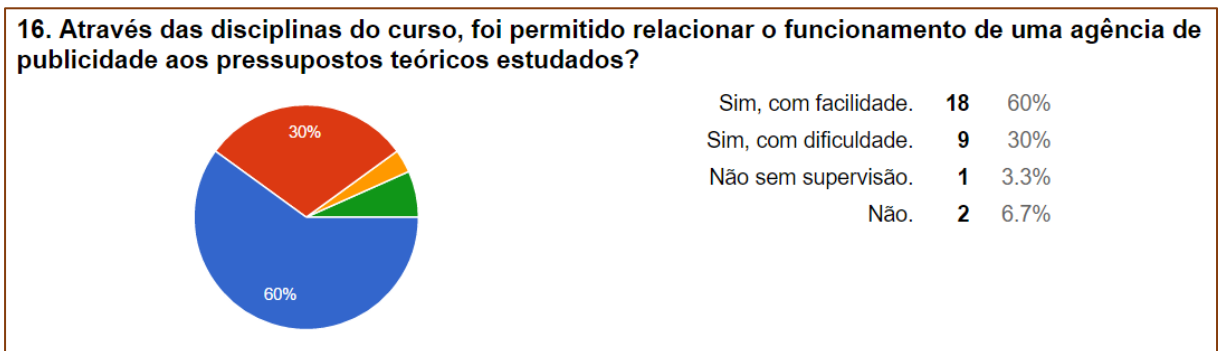 16. Através das disciplinas do curso, foi permitido relacionar o funcionamento de uma agência de
publicidade aos pressupostos teóricos estudados?
30%
60%
Sim, com facilidade. 18 60%
Sim, com dificuldade. 9 30%
Não sem supervisão. 1 3.3%
Não. 2 6.7%